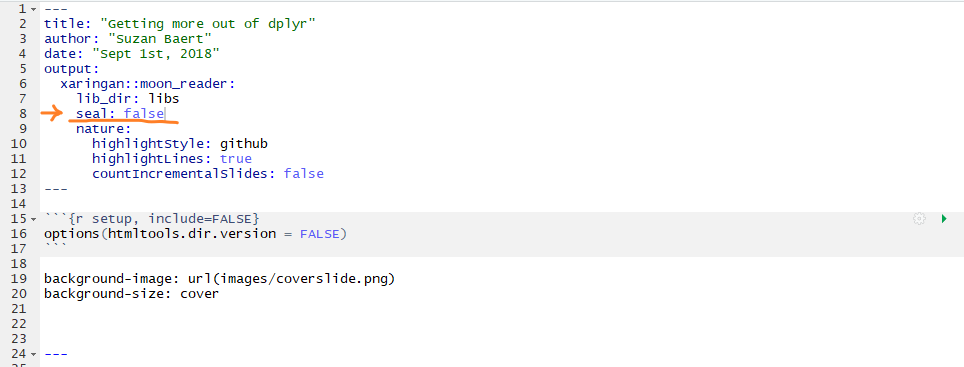 1 ---
2 title: "Getting more out of dplyr"
3 author: "Suzan Baert"
4 date: "Sept 1st, 2018"
5 output:
6   xaringan::moon_reader:
7     lib_dir: libs
8     seal: false
9     nature:
10       highlightStyle: github
11       highlightLines: true
12       countIncrementalSlides: false
13 ---
14
15 ```{r setup, include=FALSE}
16 options(htmltools.dir.version = FALSE)
17 ```
18
19 background-image: url(images/coverslide.png)
20 background-size: cover
21
22
23
24 ---